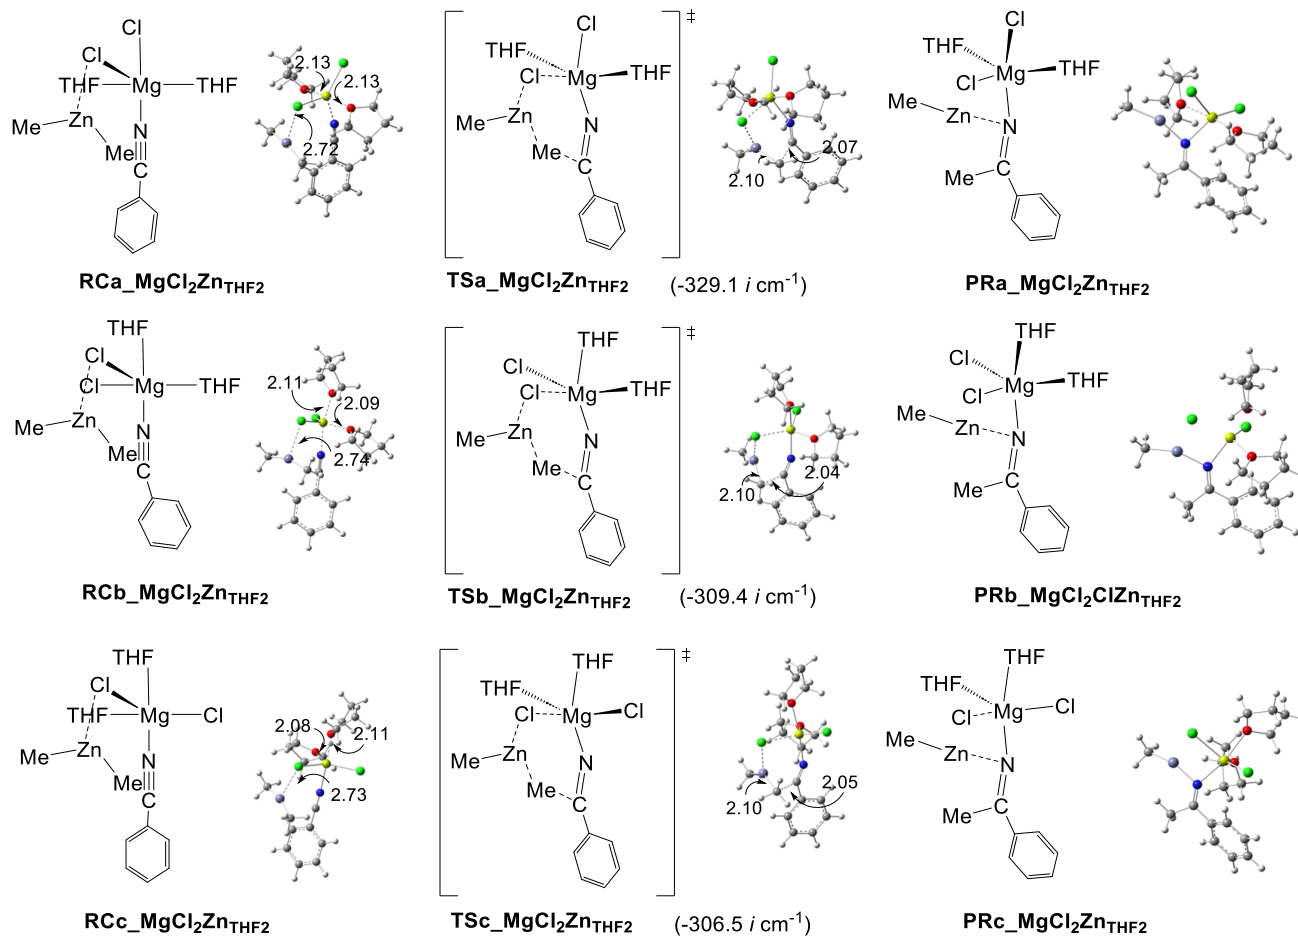 Cl
Cl
THF
Mg
THF
Zn
Me
Me
N
C
2.13
2.13
2.72
RCa_MgCl2ZnTHF2
‡
Cl
THF
Cl
Mg
THF
Zn
Me
N
Me
C
2.10
2.07
TSa_MgCl2ZnTHF2
(-329.1 i cm-1)
Cl
THF
Cl
Mg
THF
Me
Zn
N
Me
C
PRa_MgCl2ZnTHF2
THF
Cl
Cl
Mg
THF
Zn
Me
N
Me
C
2.11
2.09
2.74
RCb_MgCl2ZnTHF2
‡
THF
Cl
Cl
Mg
THF
Me
Zn
N
Me
C
2.10
2.04
TSb_MgCl2ZnTHF2
(-309.4 i cm-1)
THF
Cl
Cl
Mg
THF
Me
Zn
N
Me
C
PRb_MgCl2ClZnTHF2
THF
Cl
THF
Mg
Cl
Me
Zn
N
Me
C
2.08
2.11
2.73
RCc_MgCl2ZnTHF2
‡
THF
THF
Cl
Mg
Cl
Me
Zn
N
Me
C
2.10
2.05
TSc_MgCl2ZnTHF2
(-306.5 i cm-1)
THF
THF
Cl
Mg
Cl
Me
Zn
N
Me
C
PRc_MgCl2ZnTHF2